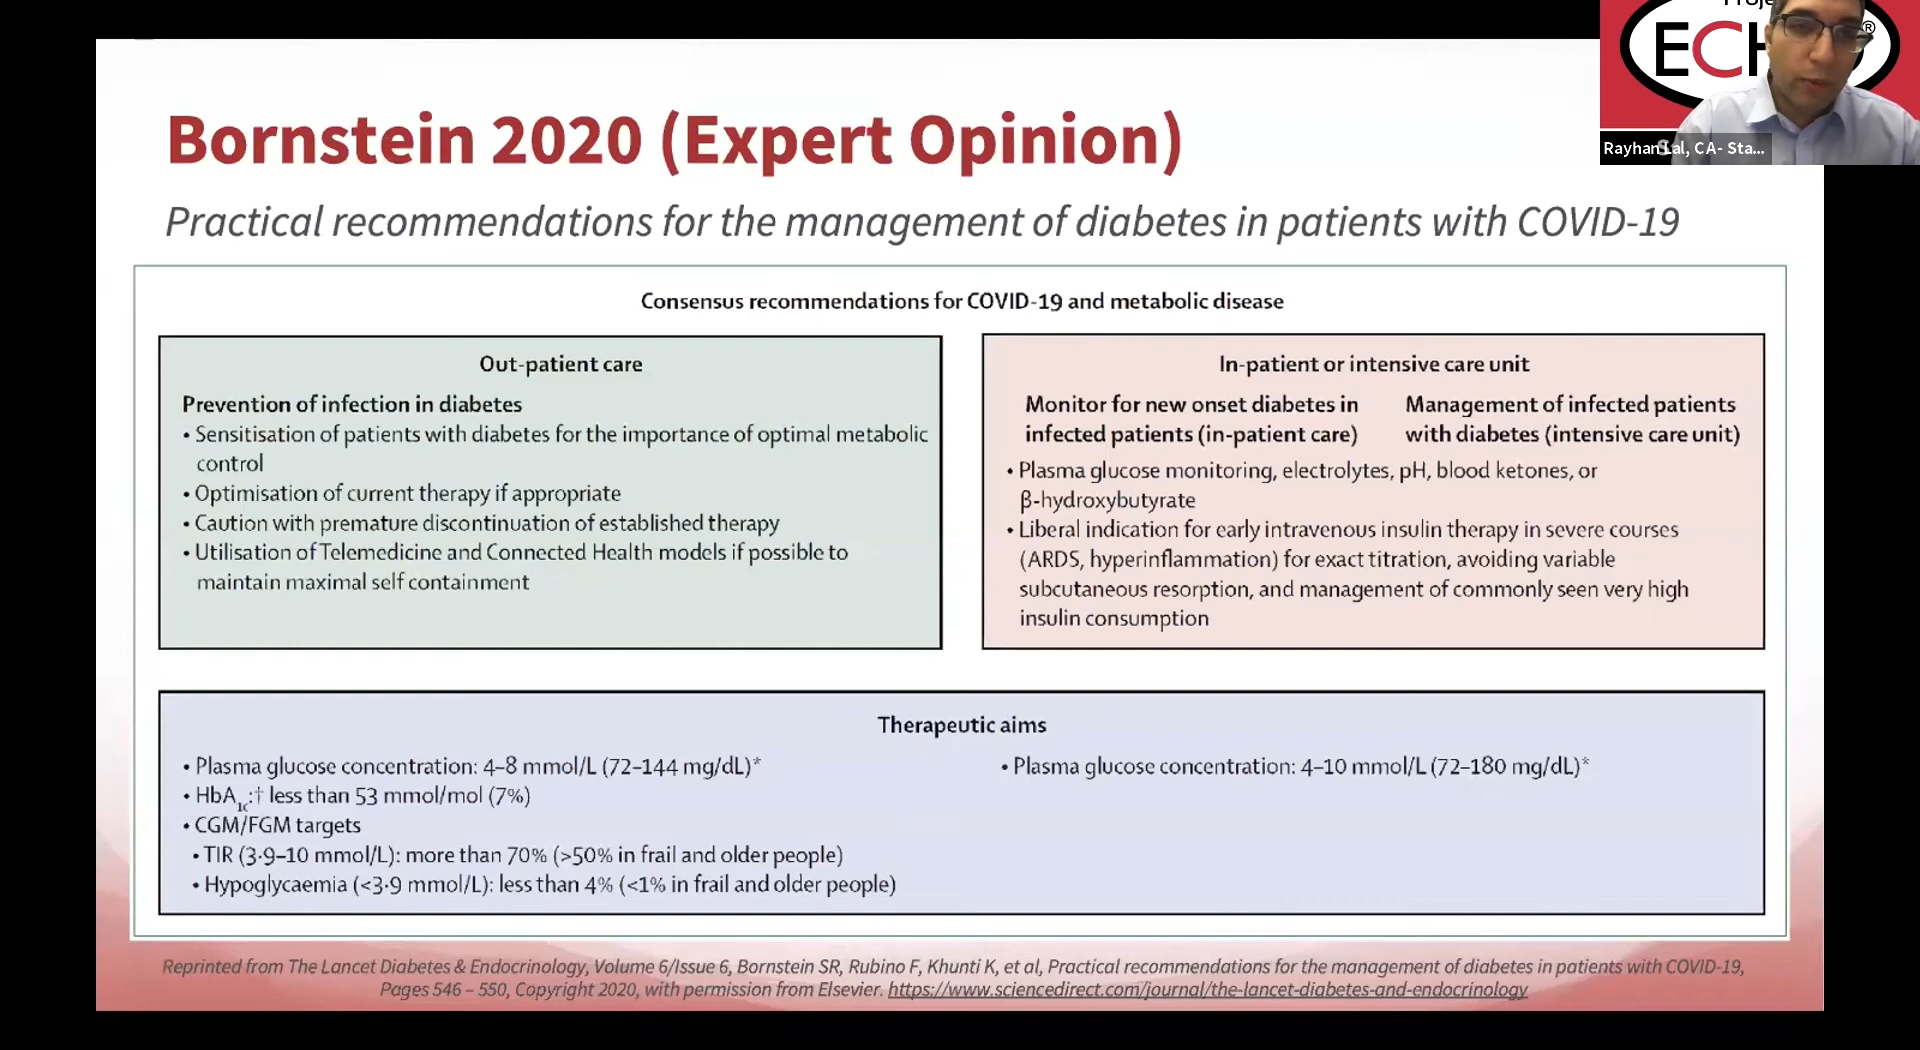 Bornstein 2020 (Expert Opinion)
Practical recommendations for the management of diabetes in patients with COVID-19
Rayhan Lal, CA- Sta...
Consensus recommendations for COVID-19 and metabolic disease
Out-patient care
Prevention of infection in diabetes
• Sensitisation of patients with diabetes for the importance of optimal metabolic
control
• Optimisation of current therapy if appropriate
• Caution with premature discontinuation of established therapy
• Utilisation of Telemedicine and Connected Health models if possible to
maintain maximal self containment
In-patient or intensive care unit
Monitor for new onset diabetes in
infected patients (in-patient care)
Management of infected patients
with diabetes (intensive care unit)
• Plasma glucose monitoring, electrolytes, pH, blood ketones, or
β-hydroxybutyrate
• Liberal indication for early intravenous insulin therapy in severe courses
(ARDS, hyperinflammation) for exact titration, avoiding variable
subcutaneous resorption, and management of commonly seen very high
insulin consumption
Therapeutic aims
• Plasma glucose concentration: 4–8 mmol/L (72–144 mg/dL)*
• HbA1c:† less than 53 mmol/mol (7%)
• CGM/FGM targets
• TIR (3·9–10 mmol/L): more than 70% (>50% in frail and older people)
• Hypoglycaemia (<3·9 mmol/L): less than 4% (<1% in frail and older people)
• Plasma glucose concentration: 4–10 mmol/L (72–180 mg/dL)*
Reprinted from The Lancet Diabetes & Endocrinology, Volume 6/Issue 6, Bornstein SR, Rubino F, Khunti K, et al, Practical recommendations for the management of diabetes in patients with COVID-19,
Pages 546 – 550, Copyright 2020, with permission from Elsevier. https://www.sciencedirect.com/journal/the-lancet-diabetes-and-endocrinology